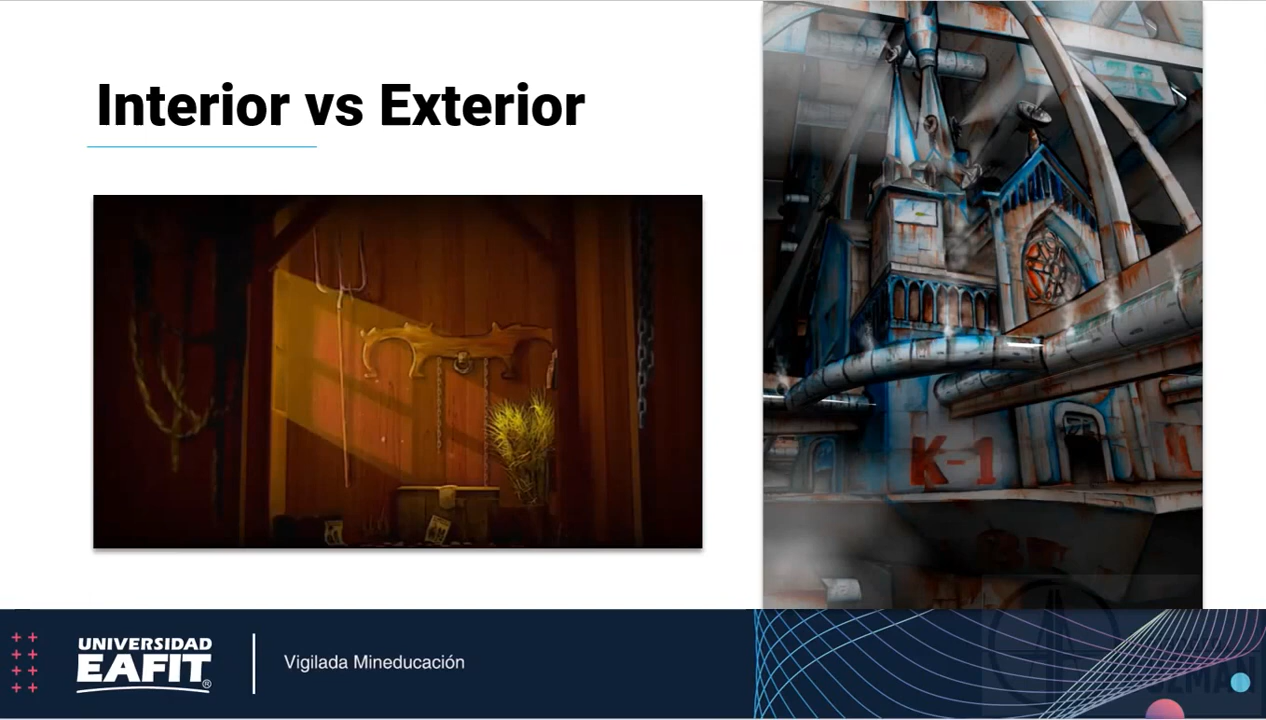 Interior vs Exterior
K-1
UNIVERSIDAD
EAFIT®
Vigilada Mineducación